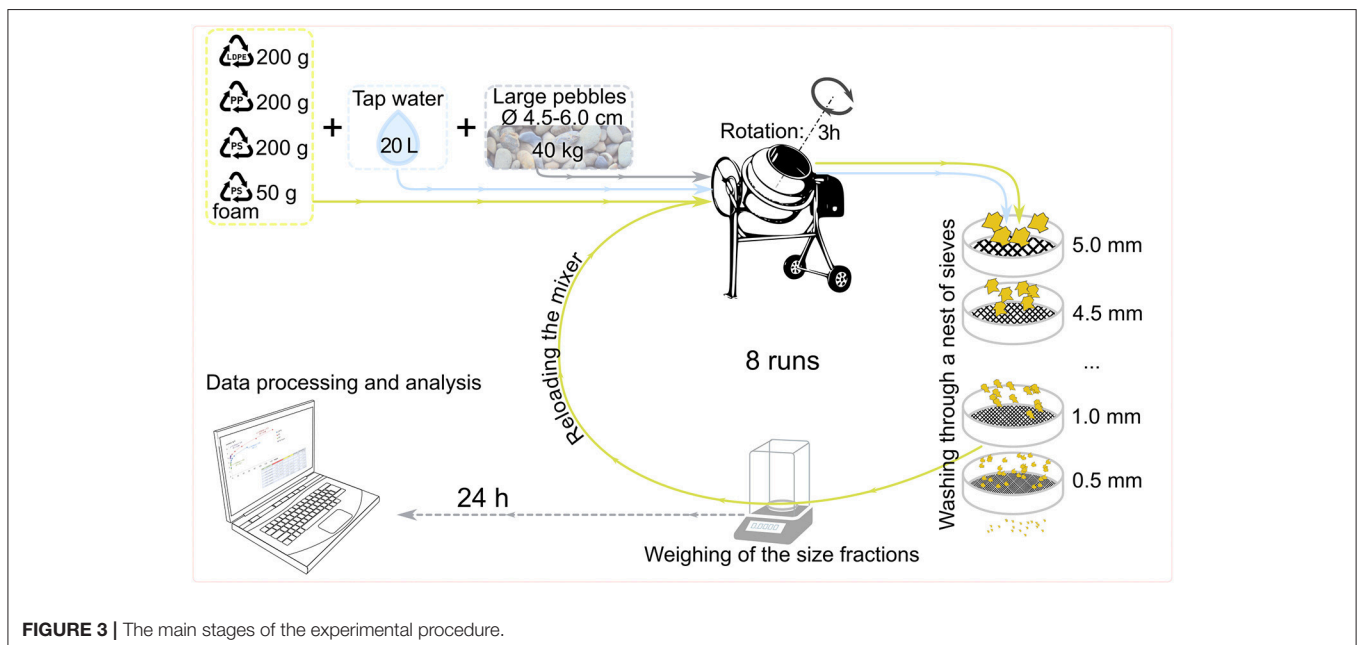 LDPE 200 g
PP 200 g
PS 200 g
PS 50 g
foam
+
Tap water
20 L
+
Large pebbles
Ø 4.5-6.0 cm
40 kg
Rotation: 3h
Washing through a nest of sieves
5.0 mm
4.5 mm
...
1.0 mm
0.5 mm
8 runs
Reloading the mixer
Weighing of the size fractions
0.0000
24 h
Data processing and analysis
FIGURE 3 | The main stages of the experimental procedure.